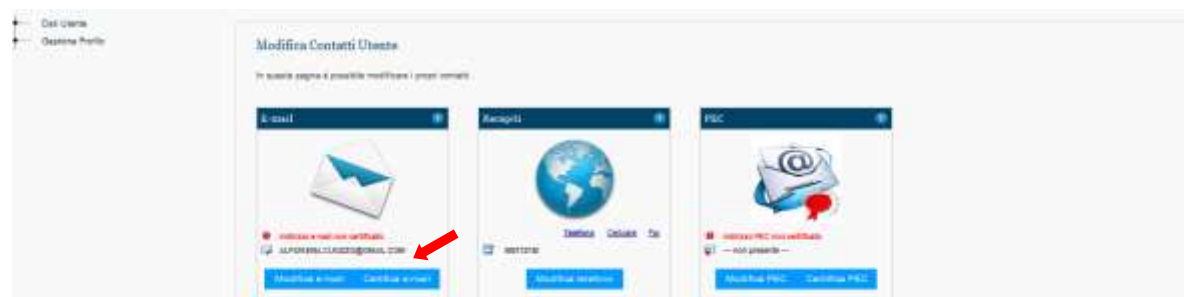 Dati Utente
Gestione Profilo
Modifica Contatti Utente
In questa pagina è possibile modificare i propri contatti
E-mail
Recapiti
PEC
indirizzo e-mail non certificato
Telefono Cellulare Fax
indirizzo PEC non certificato
--- non presente ---
Modifica e-mail Certifica e-mail
Modifica telefono
Modifica PEC Certifica PEC